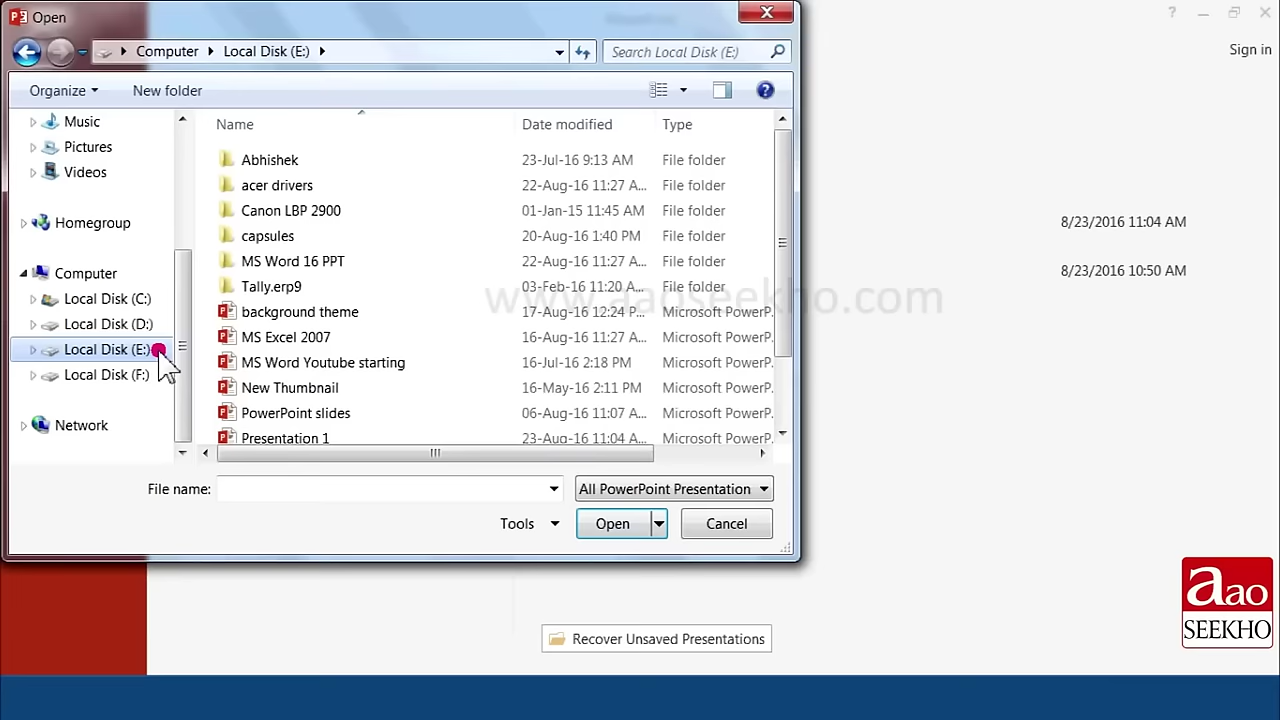 Open
Sign in
Computer Local Disk (E:)
Search Local Disk (E:)
Organize New folder
Name Date modified Type
Music
Pictures
Videos
Homegroup
Computer
Local Disk (C:)
Local Disk (D:)
Local Disk (E:)
Local Disk (F:)
Network
Abhishek 23-Jul-16 9:13 AM File folder
acer drivers 22-Aug-16 11:27 A... File folder
Canon LBP 2900 01-Jan-15 11:45 AM File folder
capsules 20-Aug-16 1:40 PM File folder
MS Word 16 PPT 22-Aug-16 11:27 A... File folder
Tally.erp9 03-Feb-16 11:20 A... File folder
background theme 17-Aug-16 12:24 P... Microsoft PowerP.
MS Excel 2007 16-Aug-16 11:27 A... Microsoft PowerP.
MS Word Youtube starting 16-Jul-16 2:18 PM Microsoft PowerP.
New Thumbnail 16-May-16 2:11 PM Microsoft PowerP.
PowerPoint slides 06-Aug-16 11:07 A... Microsoft PowerP.
Presentation 1 23-Aug-16 11:04 A... Microsoft PowerP.
File name: All PowerPoint Presentation
Tools Open Cancel
8/23/2016 11:04 AM
8/23/2016 10:50 AM
www.aaoseekho.com
Recover Unsaved Presentations
aao
SEEKHO